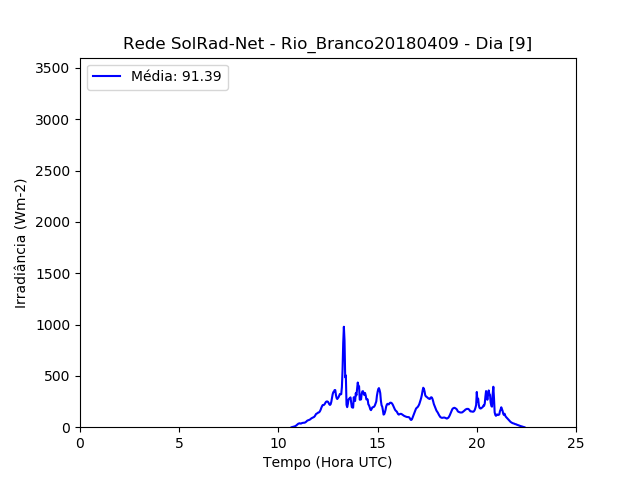 Rede SolRad-Net - Rio_Branco20180409 - Dia [9]
Média: 91.39
Irradiância (Wm-2)
3500
3000
2500
2000
1500
1000
500
0
0 5 10 15 20 25
Tempo (Hora UTC)